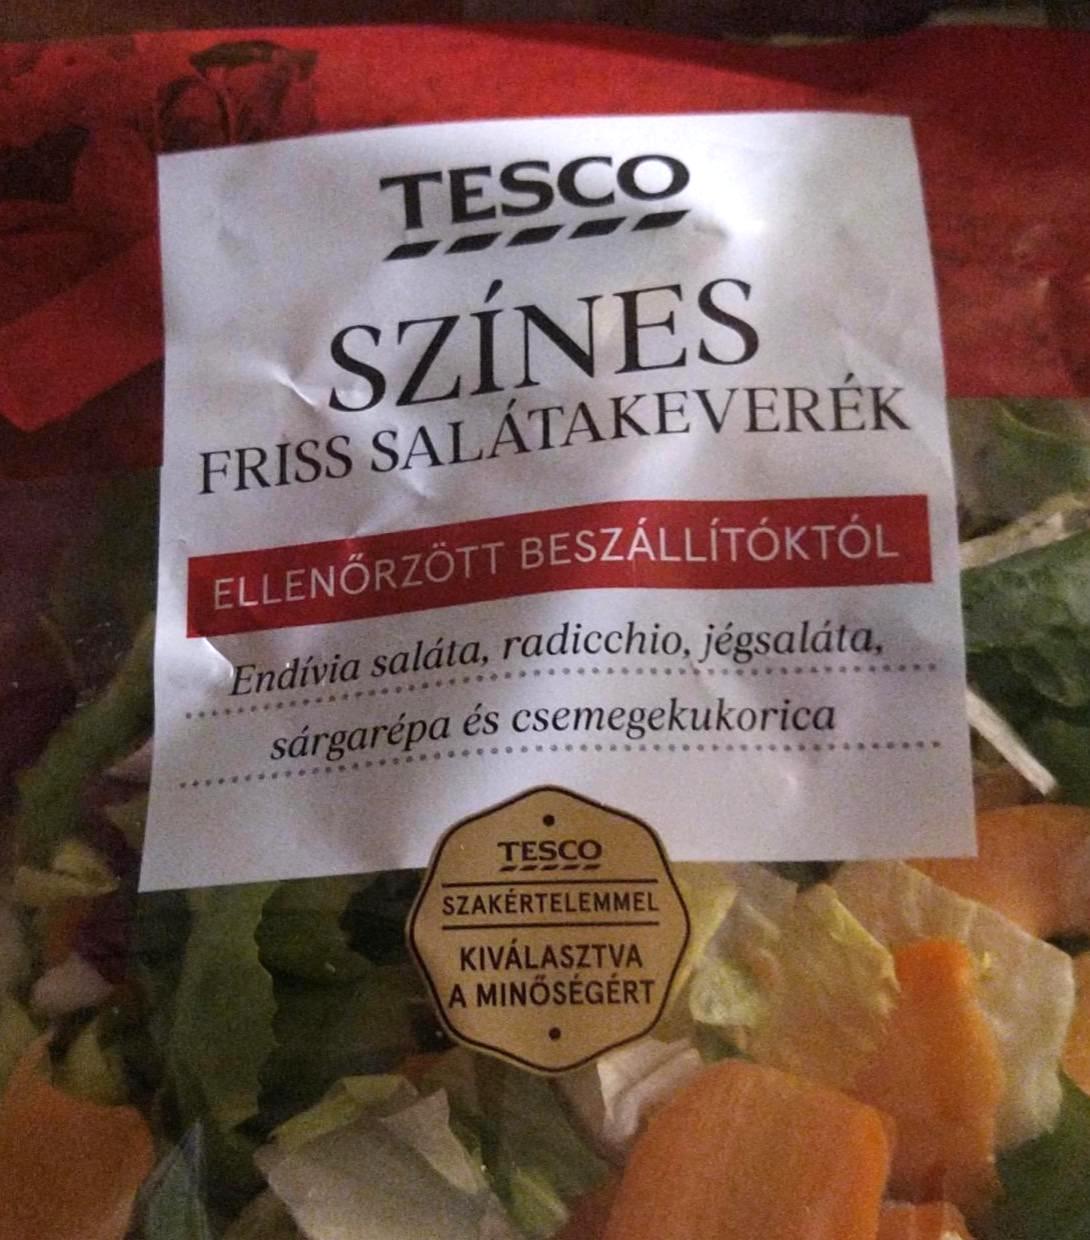 TESCO
SZÍNES
FRISS SALÁTAKEVERÉK
ELLENŐRZÖTT BESZÁLLÍTÓKTÓL
Endívia saláta, radicchio, jégsaláta,
sárgarépa és csemegekukorica
TESCO
SZAKÉRTELEMMEL
KIVÁLASZTVA
A MINŐSÉGÉRT